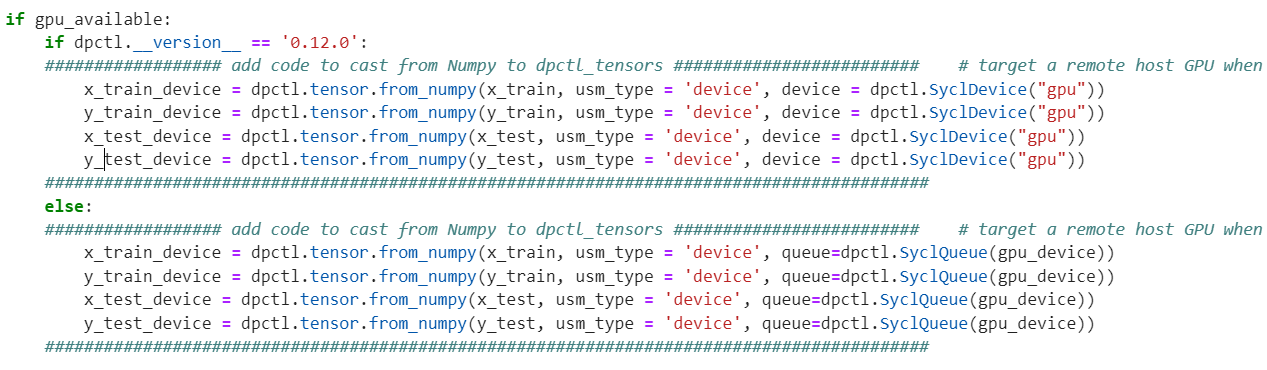 if gpu_available:
    if dpctl.__version__ == '0.12.0':
    ################## add code to cast from Numpy to dpctl_tensors #########################    # target a remote host GPU when
        x_train_device = dpctl.tensor.from_numpy(x_train, usm_type = 'device', device = dpctl.SyclDevice("gpu"))
        y_train_device = dpctl.tensor.from_numpy(y_train, usm_type = 'device', device = dpctl.SyclDevice("gpu"))
        x_test_device = dpctl.tensor.from_numpy(x_test, usm_type = 'device', device = dpctl.SyclDevice("gpu"))
        y_test_device = dpctl.tensor.from_numpy(y_test, usm_type = 'device', device = dpctl.SyclDevice("gpu"))
    ##########################################################################################
    else:
    ################## add code to cast from Numpy to dpctl_tensors #########################    # target a remote host GPU when
        x_train_device = dpctl.tensor.from_numpy(x_train, usm_type = 'device', queue=dpctl.SyclQueue(gpu_device))
        y_train_device = dpctl.tensor.from_numpy(y_train, usm_type = 'device', queue=dpctl.SyclQueue(gpu_device))
        x_test_device = dpctl.tensor.from_numpy(x_test, usm_type = 'device', queue=dpctl.SyclQueue(gpu_device))
        y_test_device = dpctl.tensor.from_numpy(y_test, usm_type = 'device', queue=dpctl.SyclQueue(gpu_device))
    ##########################################################################################